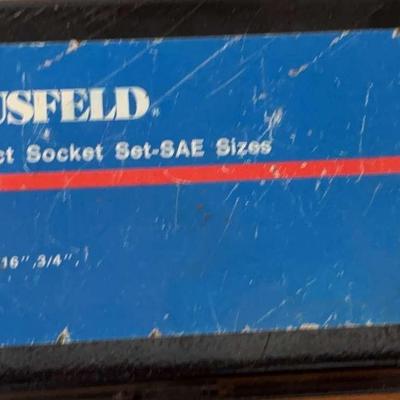 USFELD®
ct Socket Set-SAE Sizes
16", 3/4",